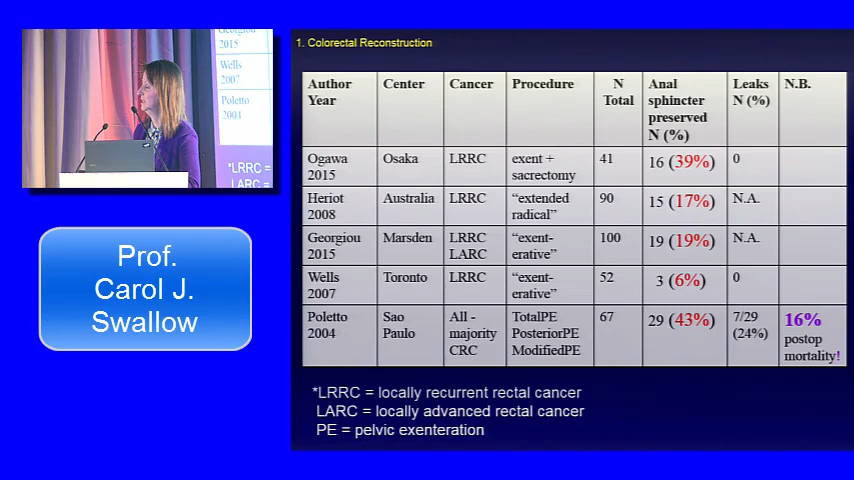 Georgiou
2015
Wells
2007
Poletto
2004
*LRRC =
LARC =
Prof.
Carol J.
Swallow
1. Colorectal Reconstruction
Author Year Center Cancer Procedure N Total Anal sphincter preserved N (%) Leaks N (%) N.B.
Ogawa 2015 Osaka LRRC exent + sacrectomy 41 16 (39%) 0
Heriot 2008 Australia LRRC “extended radical” 90 15 (17%) N.A.
Georgiou 2015 Marsden LRRC LARC “exent- erative” 100 19 (19%) N.A.
Wells 2007 Toronto LRRC “exent- erative” 52 3 (6%) 0
Poletto 2004 Sao Paulo All - majority CRC TotalPE PosteriorPE ModifiedPE 67 29 (43%) 7/29 (24%) 16% postop mortality!
*LRRC = locally recurrent rectal cancer
LARC = locally advanced rectal cancer
PE = pelvic exenteration